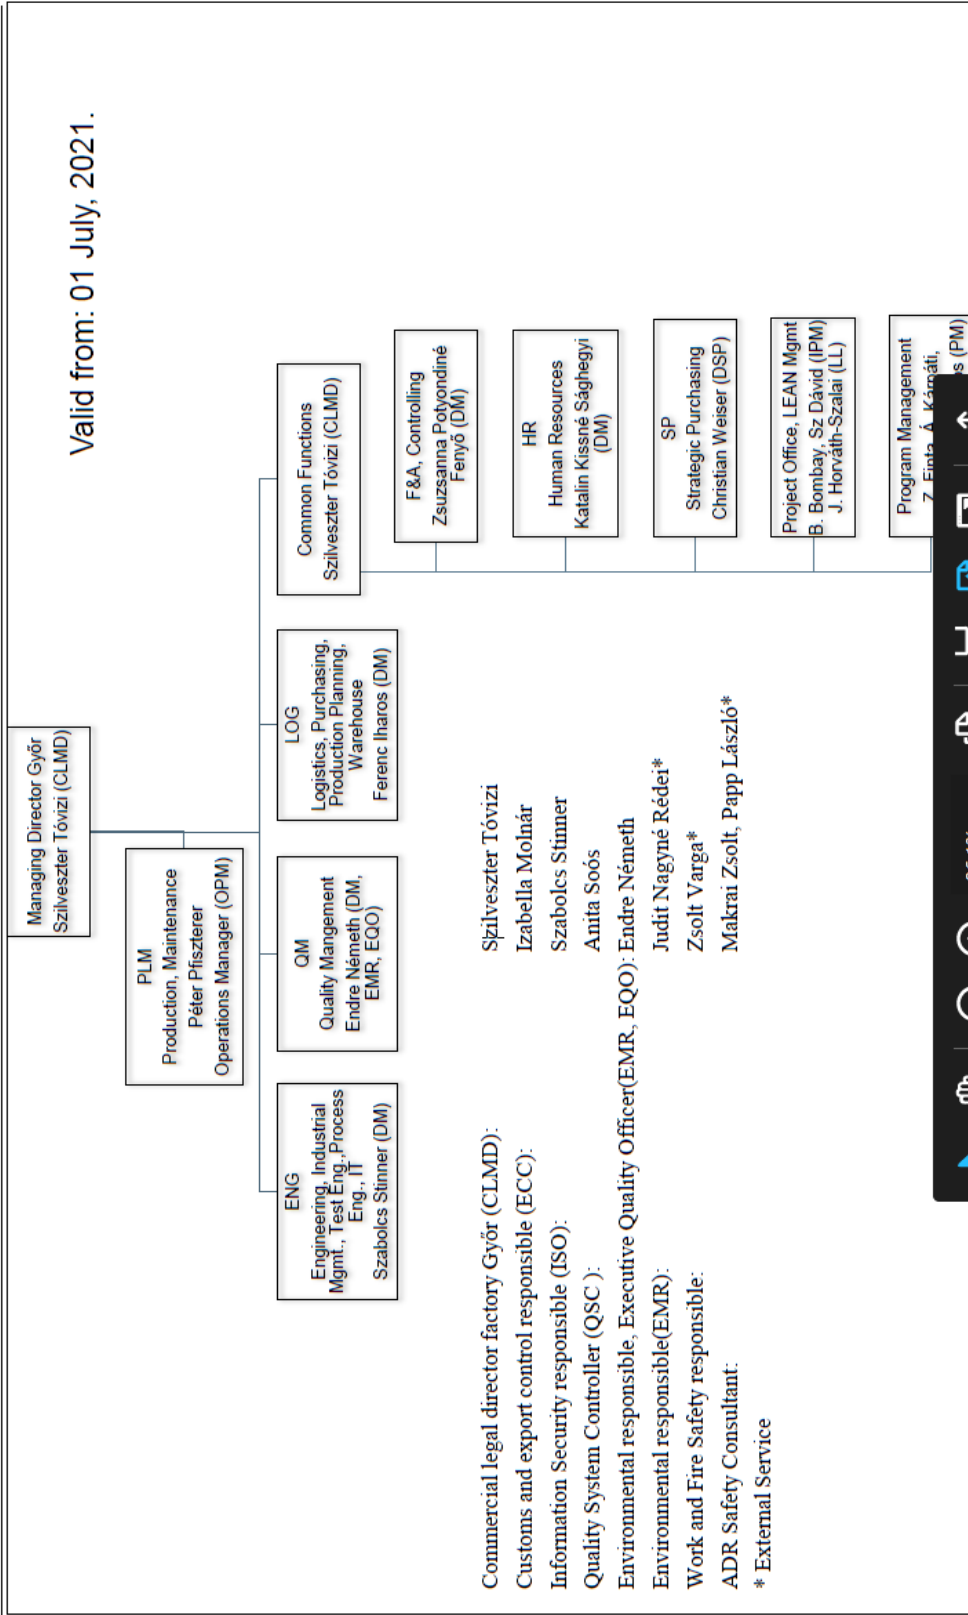 Valid from: 01 July, 2021.
Managing Director Győr
Szilveszter Tóvizi (CLMD)
PLM
Production, Maintenance
Péter Pfiszterer
Operations Manager (OPM)
ENG
Engineering, Industrial
Mgmt., Test Eng.,Process
Eng., IT
Szabolcs Stinner (DM)
QM
Quality Mangement
Endre Németh (DM,
EMR, EQO)
LOG
Logistics, Purchasing,
Production Planning,
Warehouse
Ferenc Iharos (DM)
Common Functions
Szilveszter Tóvizi (CLMD)
F&A, Controlling
Zsuzsanna Potyondiné
Fenyő (DM)
HR
Human Resources
Katalin Kissné Sághegyi
(DM)
SP
Strategic Purchasing
Christian Weiser (DSP)
Project Office, LEAN Mgmt
B. Bombay, Sz Dávid (IPM)
J. Horváth-Szalai (LL)
Program Management
Z. Finta, Á. Kárpáti,
(PM)
Commercial legal director factory Győr (CLMD): Szilveszter Tóvizi
Customs and export control responsible (ECC): Izabella Molnár
Information Security responsible (ISO): Szabolcs Stinner
Quality System Controller (QSC ): Anita Soós
Environmental responsible, Executive Quality Officer(EMR, EQO): Endre Németh
Environmental responsible(EMR): Judit Nagyné Rédei*
Work and Fire Safety responsible: Zsolt Varga*
ADR Safety Consultant: Makrai Zsolt, Papp László*
* External Service